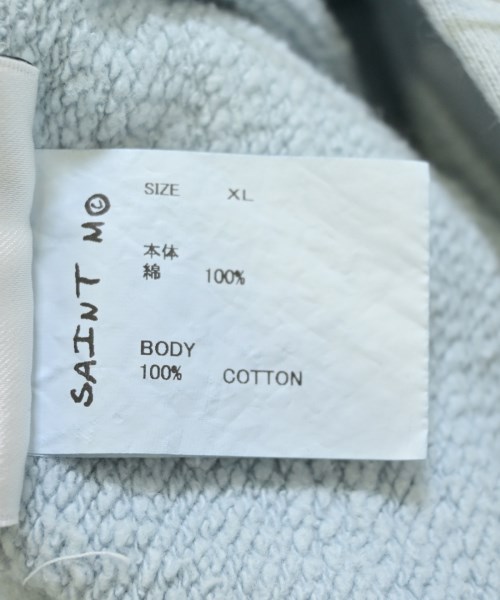 SAINT M©
SIZE XL
本体
綿 100%
BODY
100% COTTON